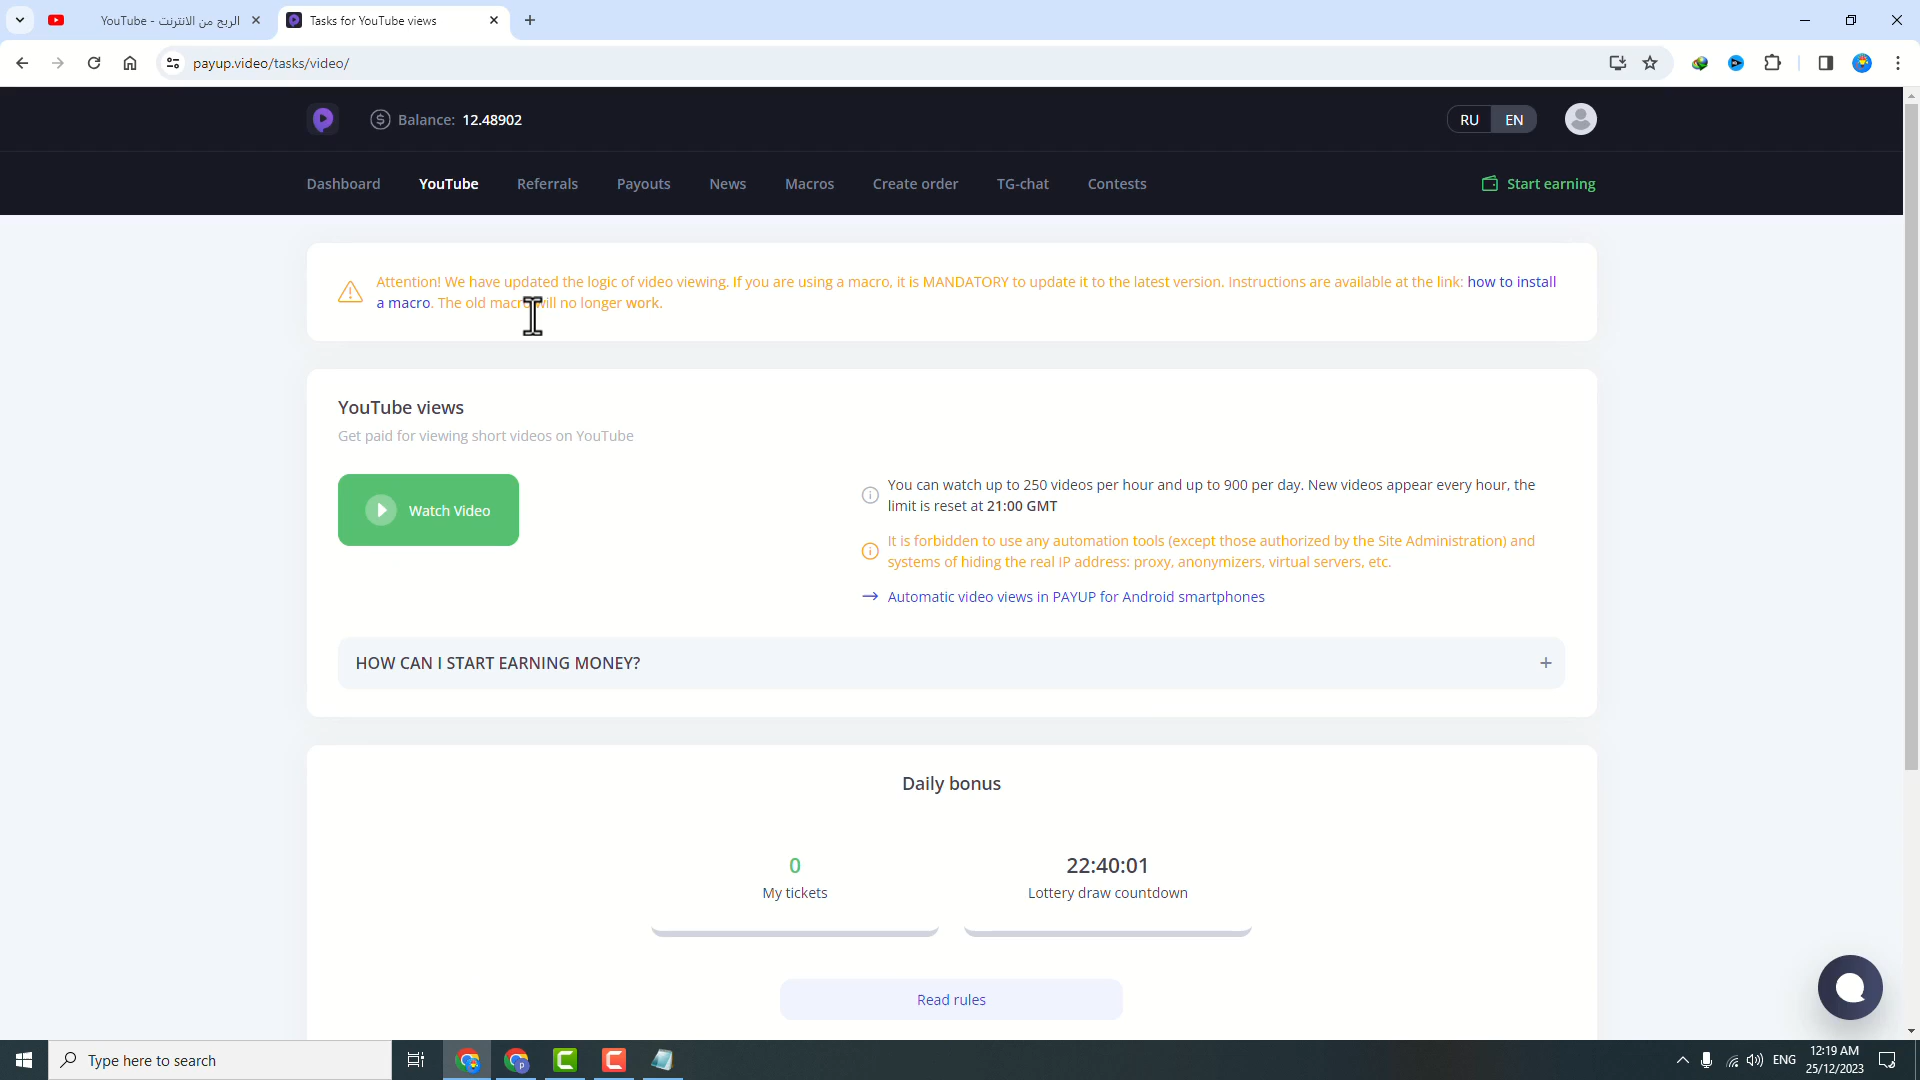 YouTube - الربح من الانترنت
Tasks for YouTube views
payup.video/tasks/video/
Balance: 12.48902
RU EN
Dashboard YouTube Referrals Payouts News Macros Create order TG-chat Contests Start earning
Attention! We have updated the logic of video viewing. If you are using a macro, it is MANDATORY to update it to the latest version. Instructions are available at the link: how to install
a macro. The old macro will no longer work.
YouTube views
Get paid for viewing short videos on YouTube
Watch Video
You can watch up to 250 videos per hour and up to 900 per day. New videos appear every hour, the
limit is reset at 21:00 GMT
It is forbidden to use any automation tools (except those authorized by the Site Administration) and
systems of hiding the real IP address: proxy, anonymizers, virtual servers, etc.
Automatic video views in PAYUP for Android smartphones
HOW CAN I START EARNING MONEY?
Daily bonus
0 22:40:01
My tickets Lottery draw countdown
Read rules
Type here to search
ENG
12:19 AM
25/12/2023